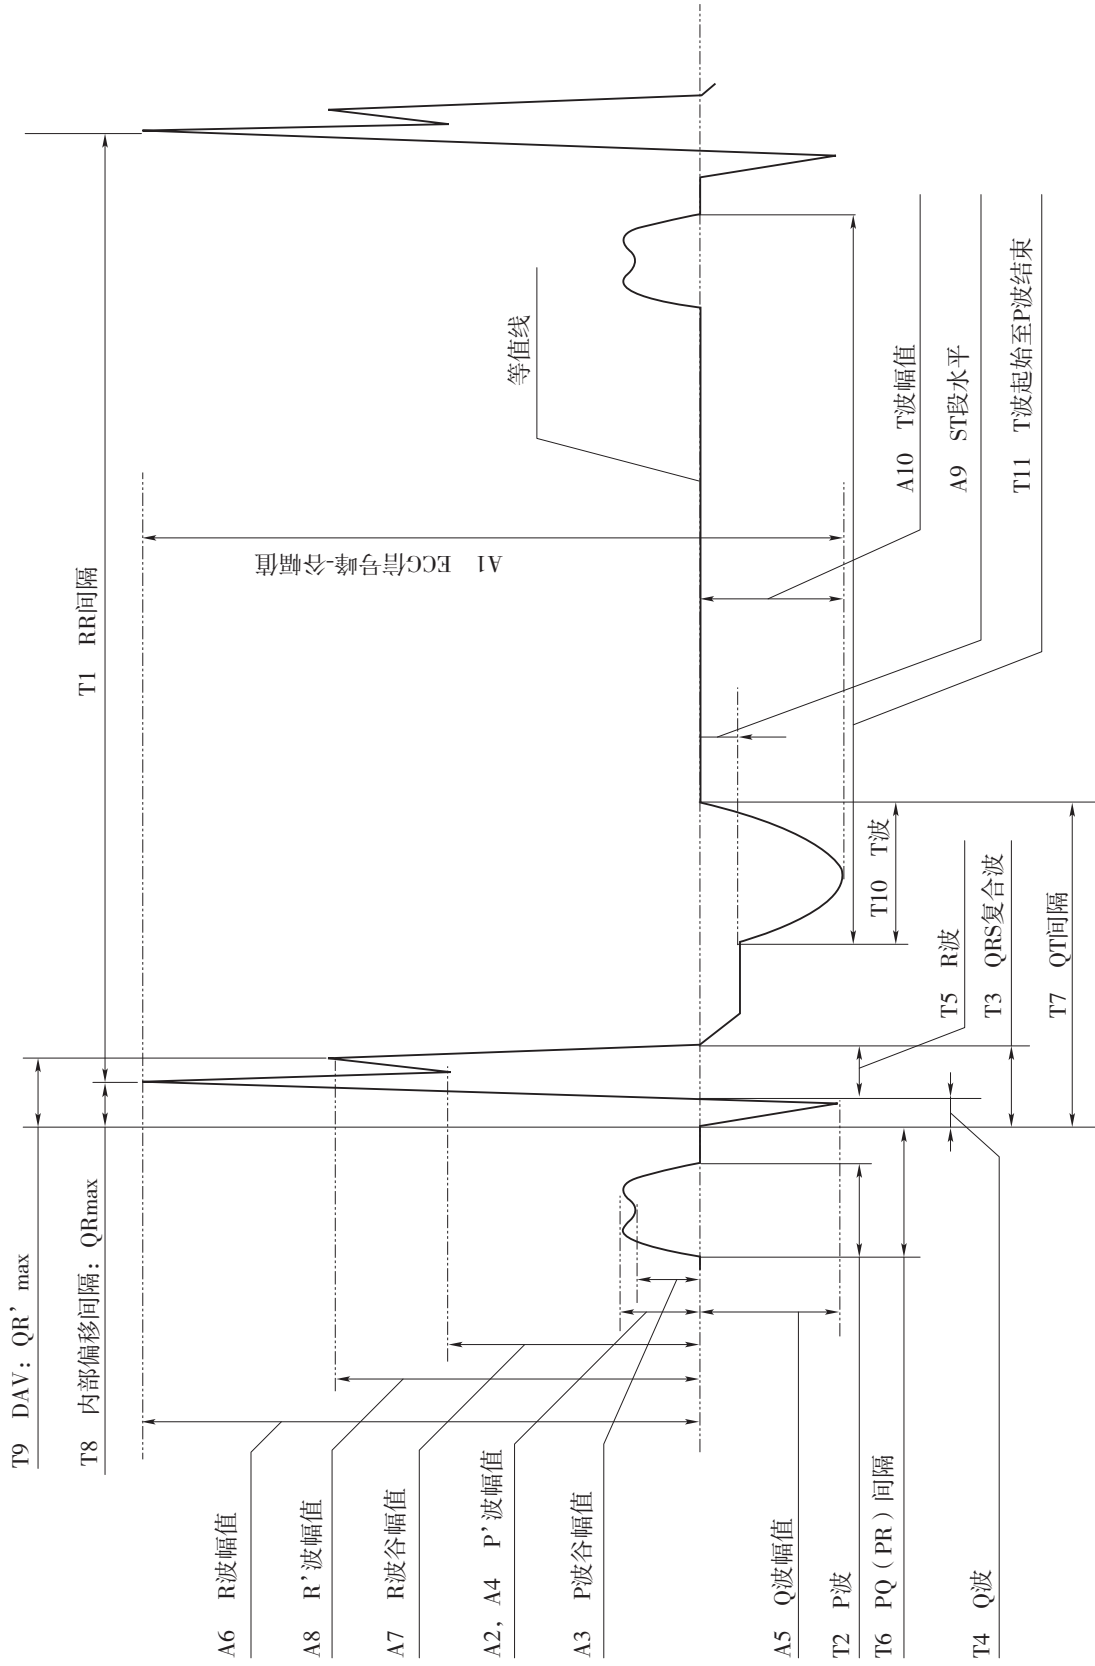 T9 DAV：QR’ max
T8 内部偏移间隔：QRmax
T1 RR间隔
A6 R波幅值
A8 R’波幅值
A7 R波谷幅值
A2，A4 P’波幅值
A3 P波谷幅值
A5 Q波幅值
T2 P波
T6 PQ（PR）间隔
T4 Q波
A1 ECG信号峰-谷幅值
等值线
T10 T波
T5 R波
T3 QRS复合波
T7 QT间隔
A10 T波幅值
A9 ST段水平
T11 T波起始至P波结束